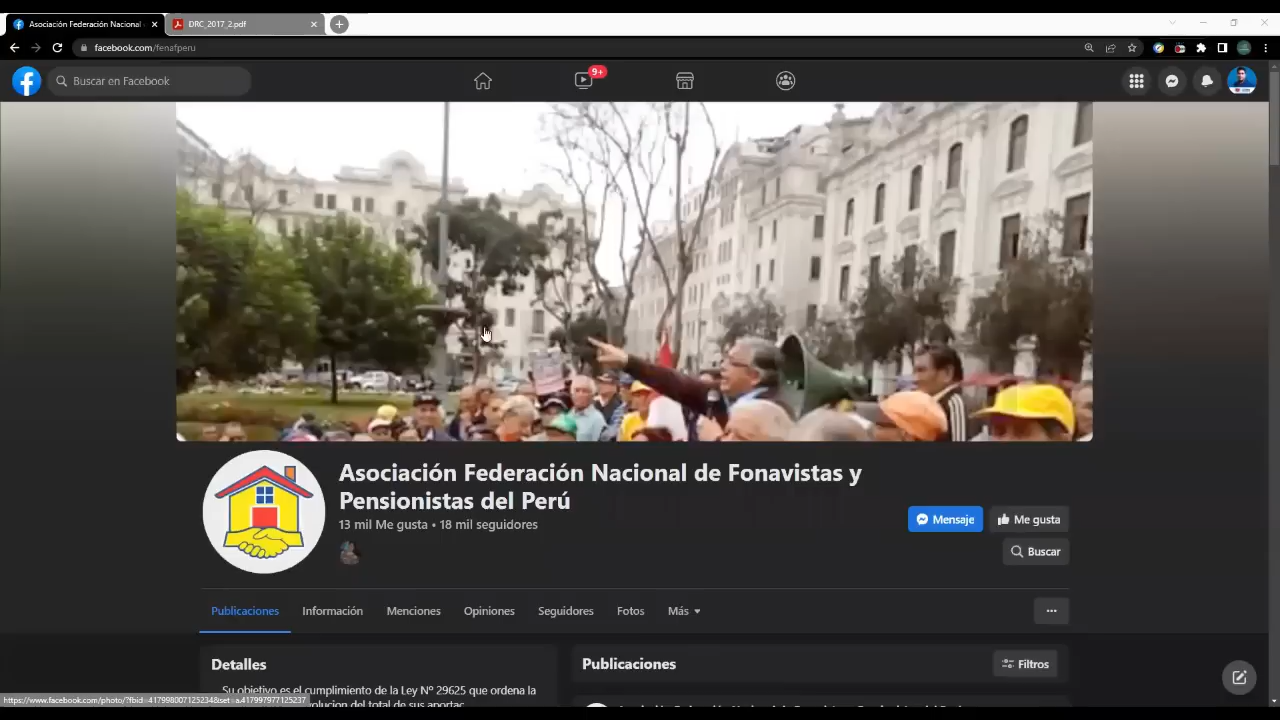 Asociación Federación Nacional
DRC_2017_2.pdf
facebook.com/fenafperu
Buscar en Facebook
9+
Asociación Federación Nacional de Fonavistas y
Pensionistas del Perú
13 mil Me gusta • 18 mil seguidores
Mensaje
Me gusta
Buscar
Publicaciones
Información
Menciones
Opiniones
Seguidores
Fotos
Más
Detalles
Publicaciones
Filtros
Su objetivo es el cumplimiento de la Ley Nº 29625 que ordena la